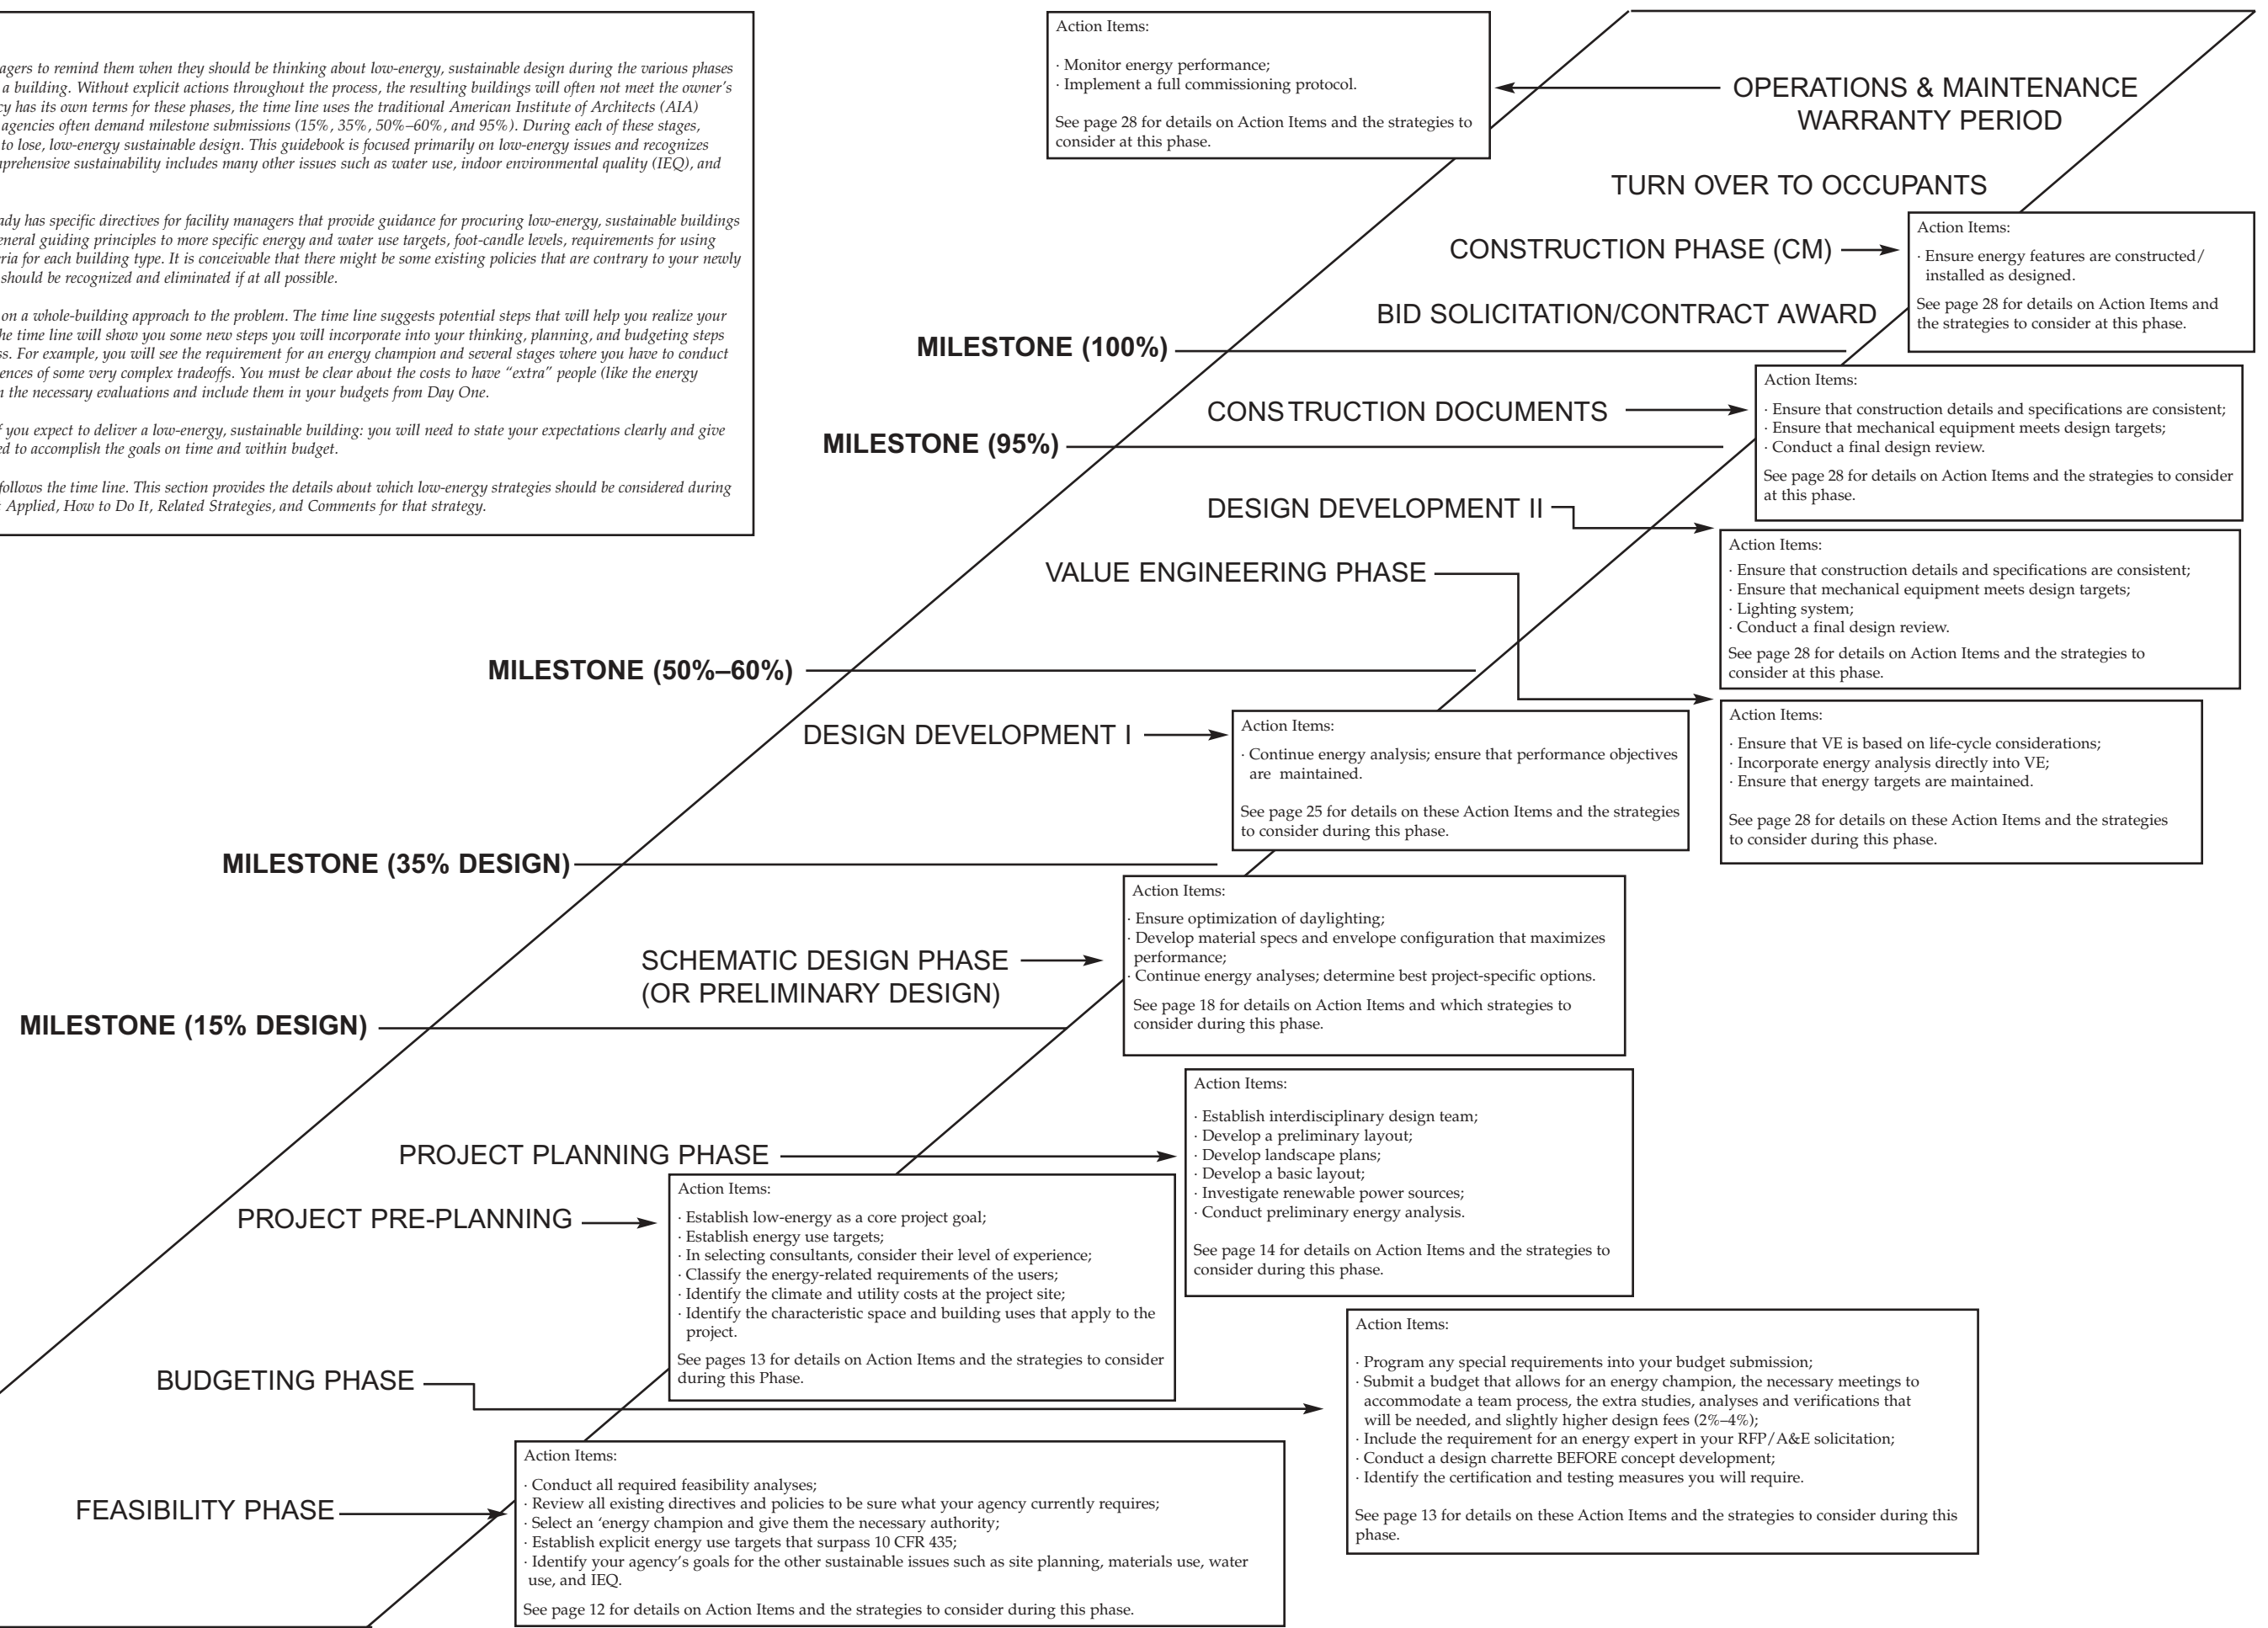 agers to remind them when they should be thinking about low-energy, sustainable design during the various phases
a building. Without explicit actions throughout the process, the resulting buildings will often not meet the owner's
cy has its own terms for these phases, the time line uses the traditional American Institute of Architects (AIA)
agencies often demand milestone submissions (15%, 35%, 50%–60%, and 95%). During each of these stages,
to lose, low-energy sustainable design. This guidebook is focused primarily on low-energy issues and recognizes
mprehensive sustainability includes many other issues such as water use, indoor environmental quality (IEQ), and
ady has specific directives for facility managers that provide guidance for procuring low-energy, sustainable buildings
eneral guiding principles to more specific energy and water use targets, foot-candle levels, requirements for using
ria for each building type. It is conceivable that there might be some existing policies that are contrary to your newly
should be recognized and eliminated if at all possible.
on a whole-building approach to the problem. The time line suggests potential steps that will help you realize your
he time line will show you some new steps you will incorporate into your thinking, planning, and budgeting steps
ss. For example, you will see the requirement for an energy champion and several stages where you have to conduct
ences of some very complex tradeoffs. You must be clear about the costs to have "extra" people (like the energy
n the necessary evaluations and include them in your budgets from Day One.
f you expect to deliver a low-energy, sustainable building: you will need to state your expectations clearly and give
ed to accomplish the goals on time and within budget.
follows the time line. This section provides the details about which low-energy strategies should be considered during
t Applied, How to Do It, Related Strategies, and Comments for that strategy.
Action Items:
· Monitor energy performance;
· Implement a full commissioning protocol.
See page 28 for details on Action Items and the strategies to
consider at this phase.
OPERATIONS & MAINTENANCE
WARRANTY PERIOD
TURN OVER TO OCCUPANTS
CONSTRUCTION PHASE (CM)
Action Items:
· Ensure energy features are constructed/
installed as designed.
See page 28 for details on Action Items and
the strategies to consider at this phase.
BID SOLICITATION/CONTRACT AWARD
MILESTONE (100%)
CONSTRUCTION DOCUMENTS
Action Items:
· Ensure that construction details and specifications are consistent;
· Ensure that mechanical equipment meets design targets;
· Conduct a final design review.
See page 28 for details on Action Items and the strategies to consider
at this phase.
MILESTONE (95%)
DESIGN DEVELOPMENT II
Action Items:
· Ensure that construction details and specifications are consistent;
· Ensure that mechanical equipment meets design targets;
· Lighting system;
· Conduct a final design review.
See page 28 for details on Action Items and the strategies to
consider at this phase.
VALUE ENGINEERING PHASE
Action Items:
· Ensure that VE is based on life-cycle considerations;
· Incorporate energy analysis directly into VE;
· Ensure that energy targets are maintained.
See page 28 for details on these Action Items and the strategies
to consider during this phase.
MILESTONE (50%–60%)
DESIGN DEVELOPMENT I
Action Items:
· Continue energy analysis; ensure that performance objectives
are maintained.
See page 25 for details on these Action Items and the strategies
to consider during this phase.
MILESTONE (35% DESIGN)
SCHEMATIC DESIGN PHASE
(OR PRELIMINARY DESIGN)
Action Items:
· Ensure optimization of daylighting;
· Develop material specs and envelope configuration that maximizes
performance;
· Continue energy analyses; determine best project-specific options.
See page 18 for details on Action Items and which strategies to
consider during this phase.
MILESTONE (15% DESIGN)
PROJECT PLANNING PHASE
Action Items:
· Establish interdisciplinary design team;
· Develop a preliminary layout;
· Develop landscape plans;
· Develop a basic layout;
· Investigate renewable power sources;
· Conduct preliminary energy analysis.
See page 14 for details on Action Items and the strategies to
consider during this phase.
PROJECT PRE-PLANNING
Action Items:
· Establish low-energy as a core project goal;
· Establish energy use targets;
· In selecting consultants, consider their level of experience;
· Classify the energy-related requirements of the users;
· Identify the climate and utility costs at the project site;
· Identify the characteristic space and building uses that apply to the
project.
See pages 13 for details on Action Items and the strategies to consider
during this Phase.
BUDGETING PHASE
Action Items:
· Program any special requirements into your budget submission;
· Submit a budget that allows for an energy champion, the necessary meetings to
accommodate a team process, the extra studies, analyses and verifications that
will be needed, and slightly higher design fees (2%–4%);
· Include the requirement for an energy expert in your RFP/A&E solicitation;
· Conduct a design charrette BEFORE concept development;
· Identify the certification and testing measures you will require.
See page 13 for details on these Action Items and the strategies to consider during this
phase.
FEASIBILITY PHASE
Action Items:
· Conduct all required feasibility analyses;
· Review all existing directives and policies to be sure what your agency currently requires;
· Select an 'energy champion and give them the necessary authority;
· Establish explicit energy use targets that surpass 10 CFR 435;
· Identify your agency's goals for the other sustainable issues such as site planning, materials use, water
use, and IEQ.
See page 12 for details on Action Items and the strategies to consider during this phase.